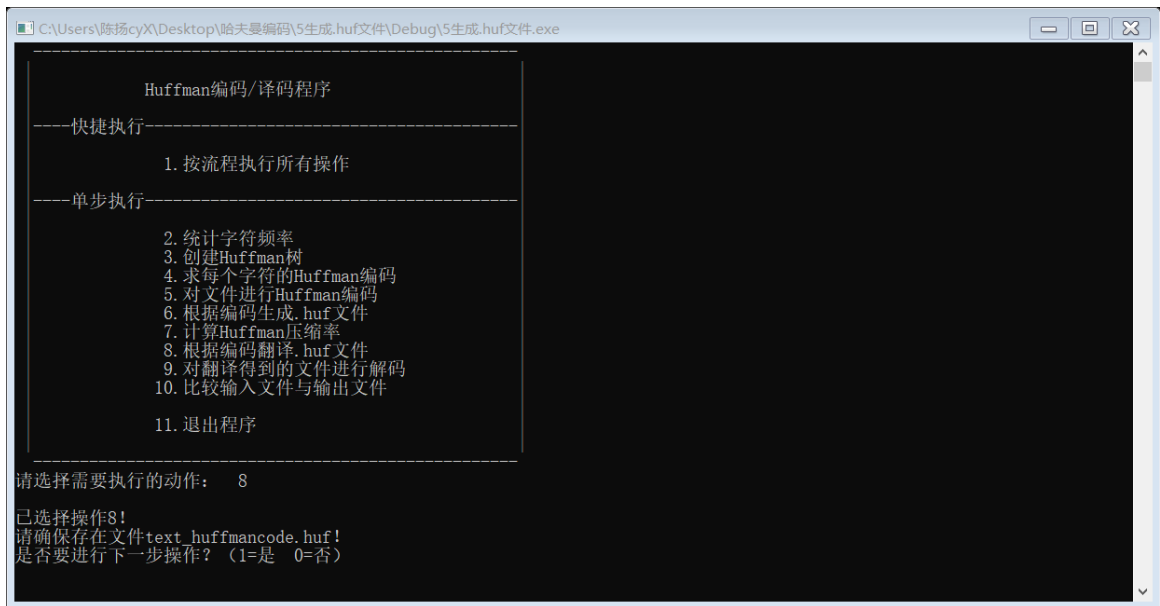 C:\Users\陈扬cyX\Desktop\哈夫曼编码\5生成.huf文件\Debug\5生成.huf文件.exe
Huffman编码/译码程序
----快捷执行----------------------------------------
1.按流程执行所有操作
----单步执行----------------------------------------
2.统计字符频率
3.创建Huffman树
4.求每个字符的Huffman编码
5.对文件进行Huffman编码
6.根据编码生成.huf文件
7.计算Huffman压缩率
8.根据编码翻译.huf文件
9.对翻译得到的文件进行解码
10.比较输入文件与输出文件
11.退出程序
请选择需要执行的动作： 8
已选择操作8!
请确保存在文件text_huffmancode.huf!
是否要进行下一步操作？（1=是 0=否）